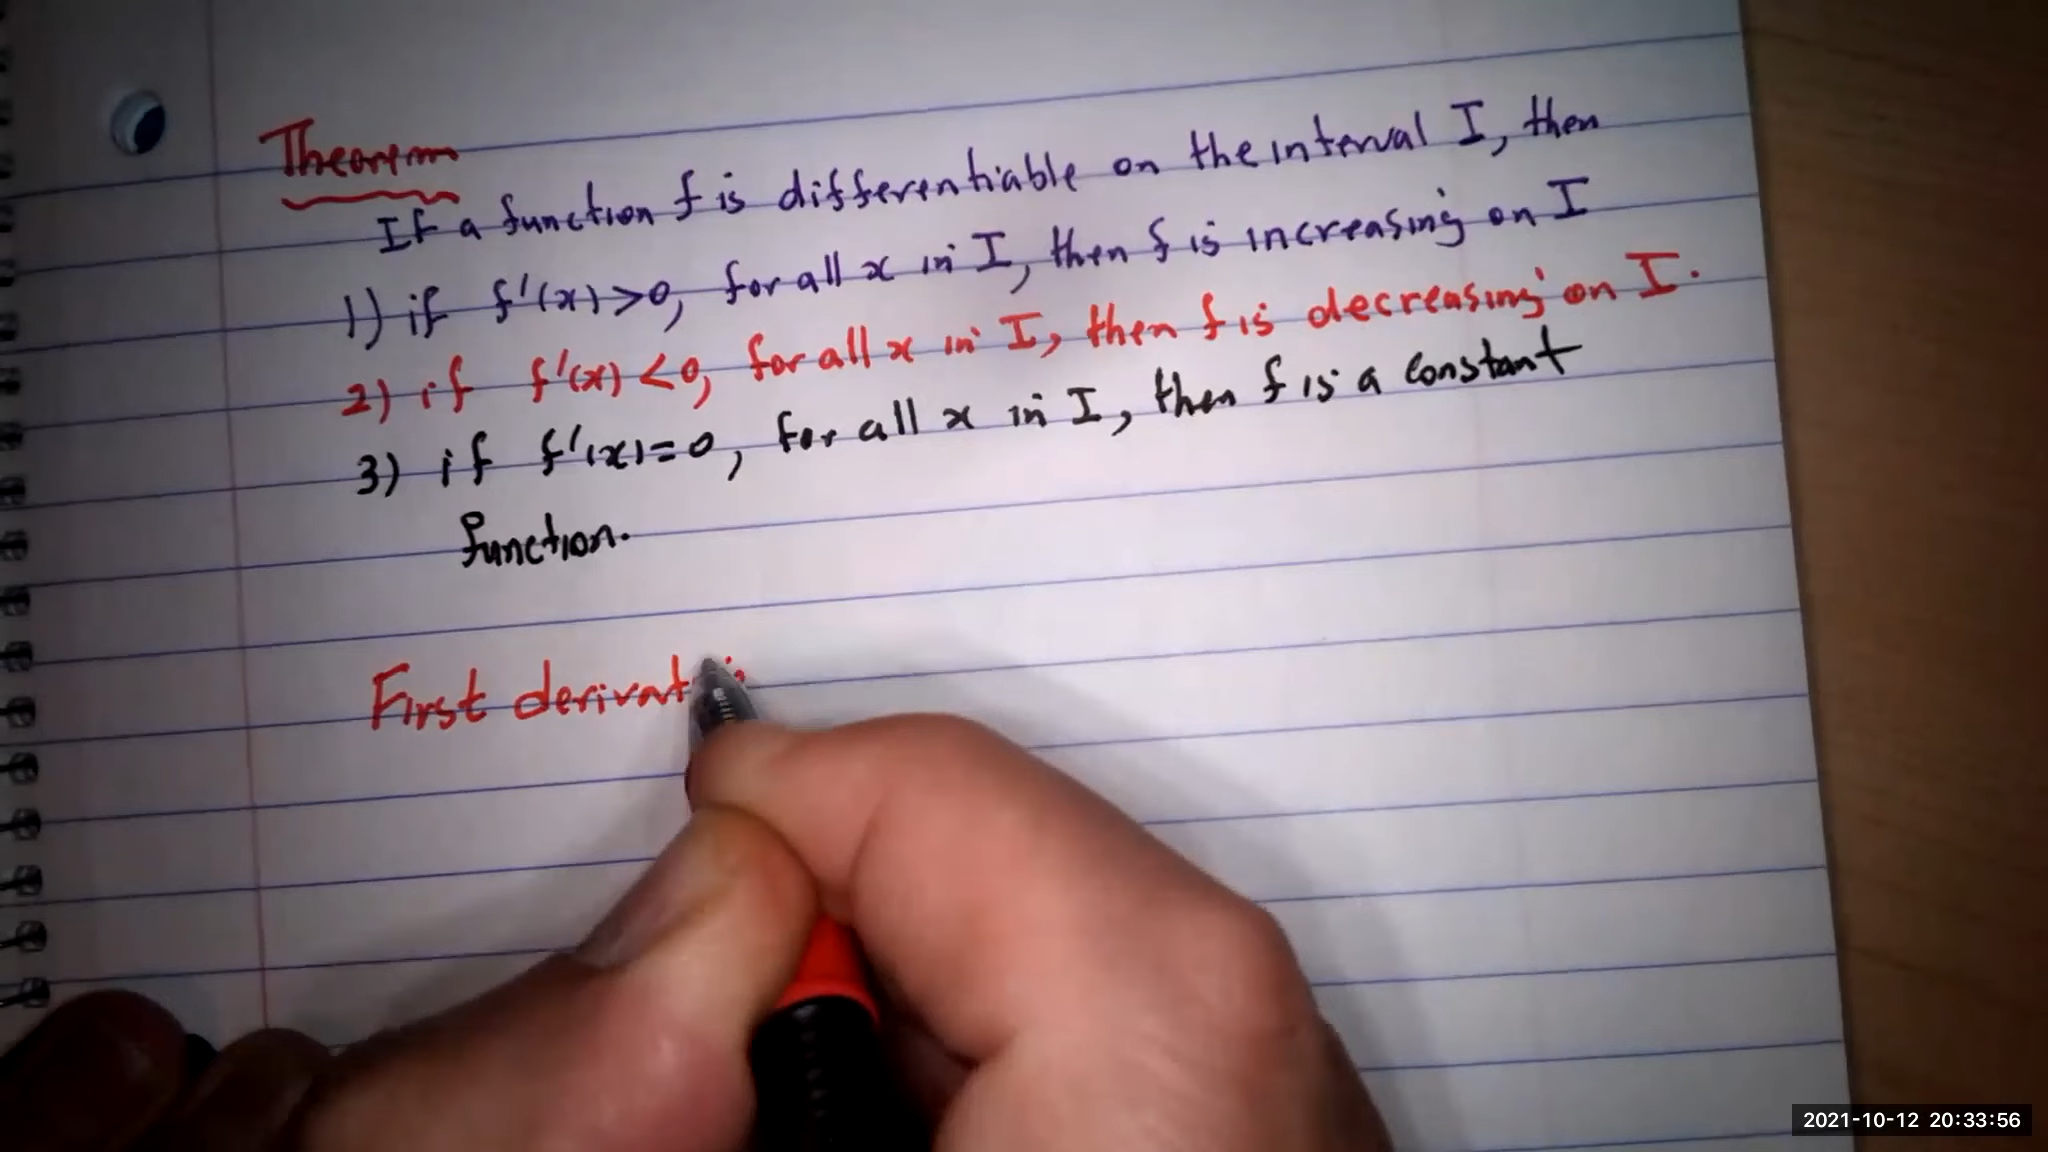 Theorem
If a function f is differentiable on the interval I, then
1) if f'(x)>0, for all x in I, then f is increasing on I
2) if f'(x)<0, for all x in I, then f is decreasing on I.
3) if f'(x)=0, for all x in I, then f is a constant
function.
First
2021-10-12 20:33:56